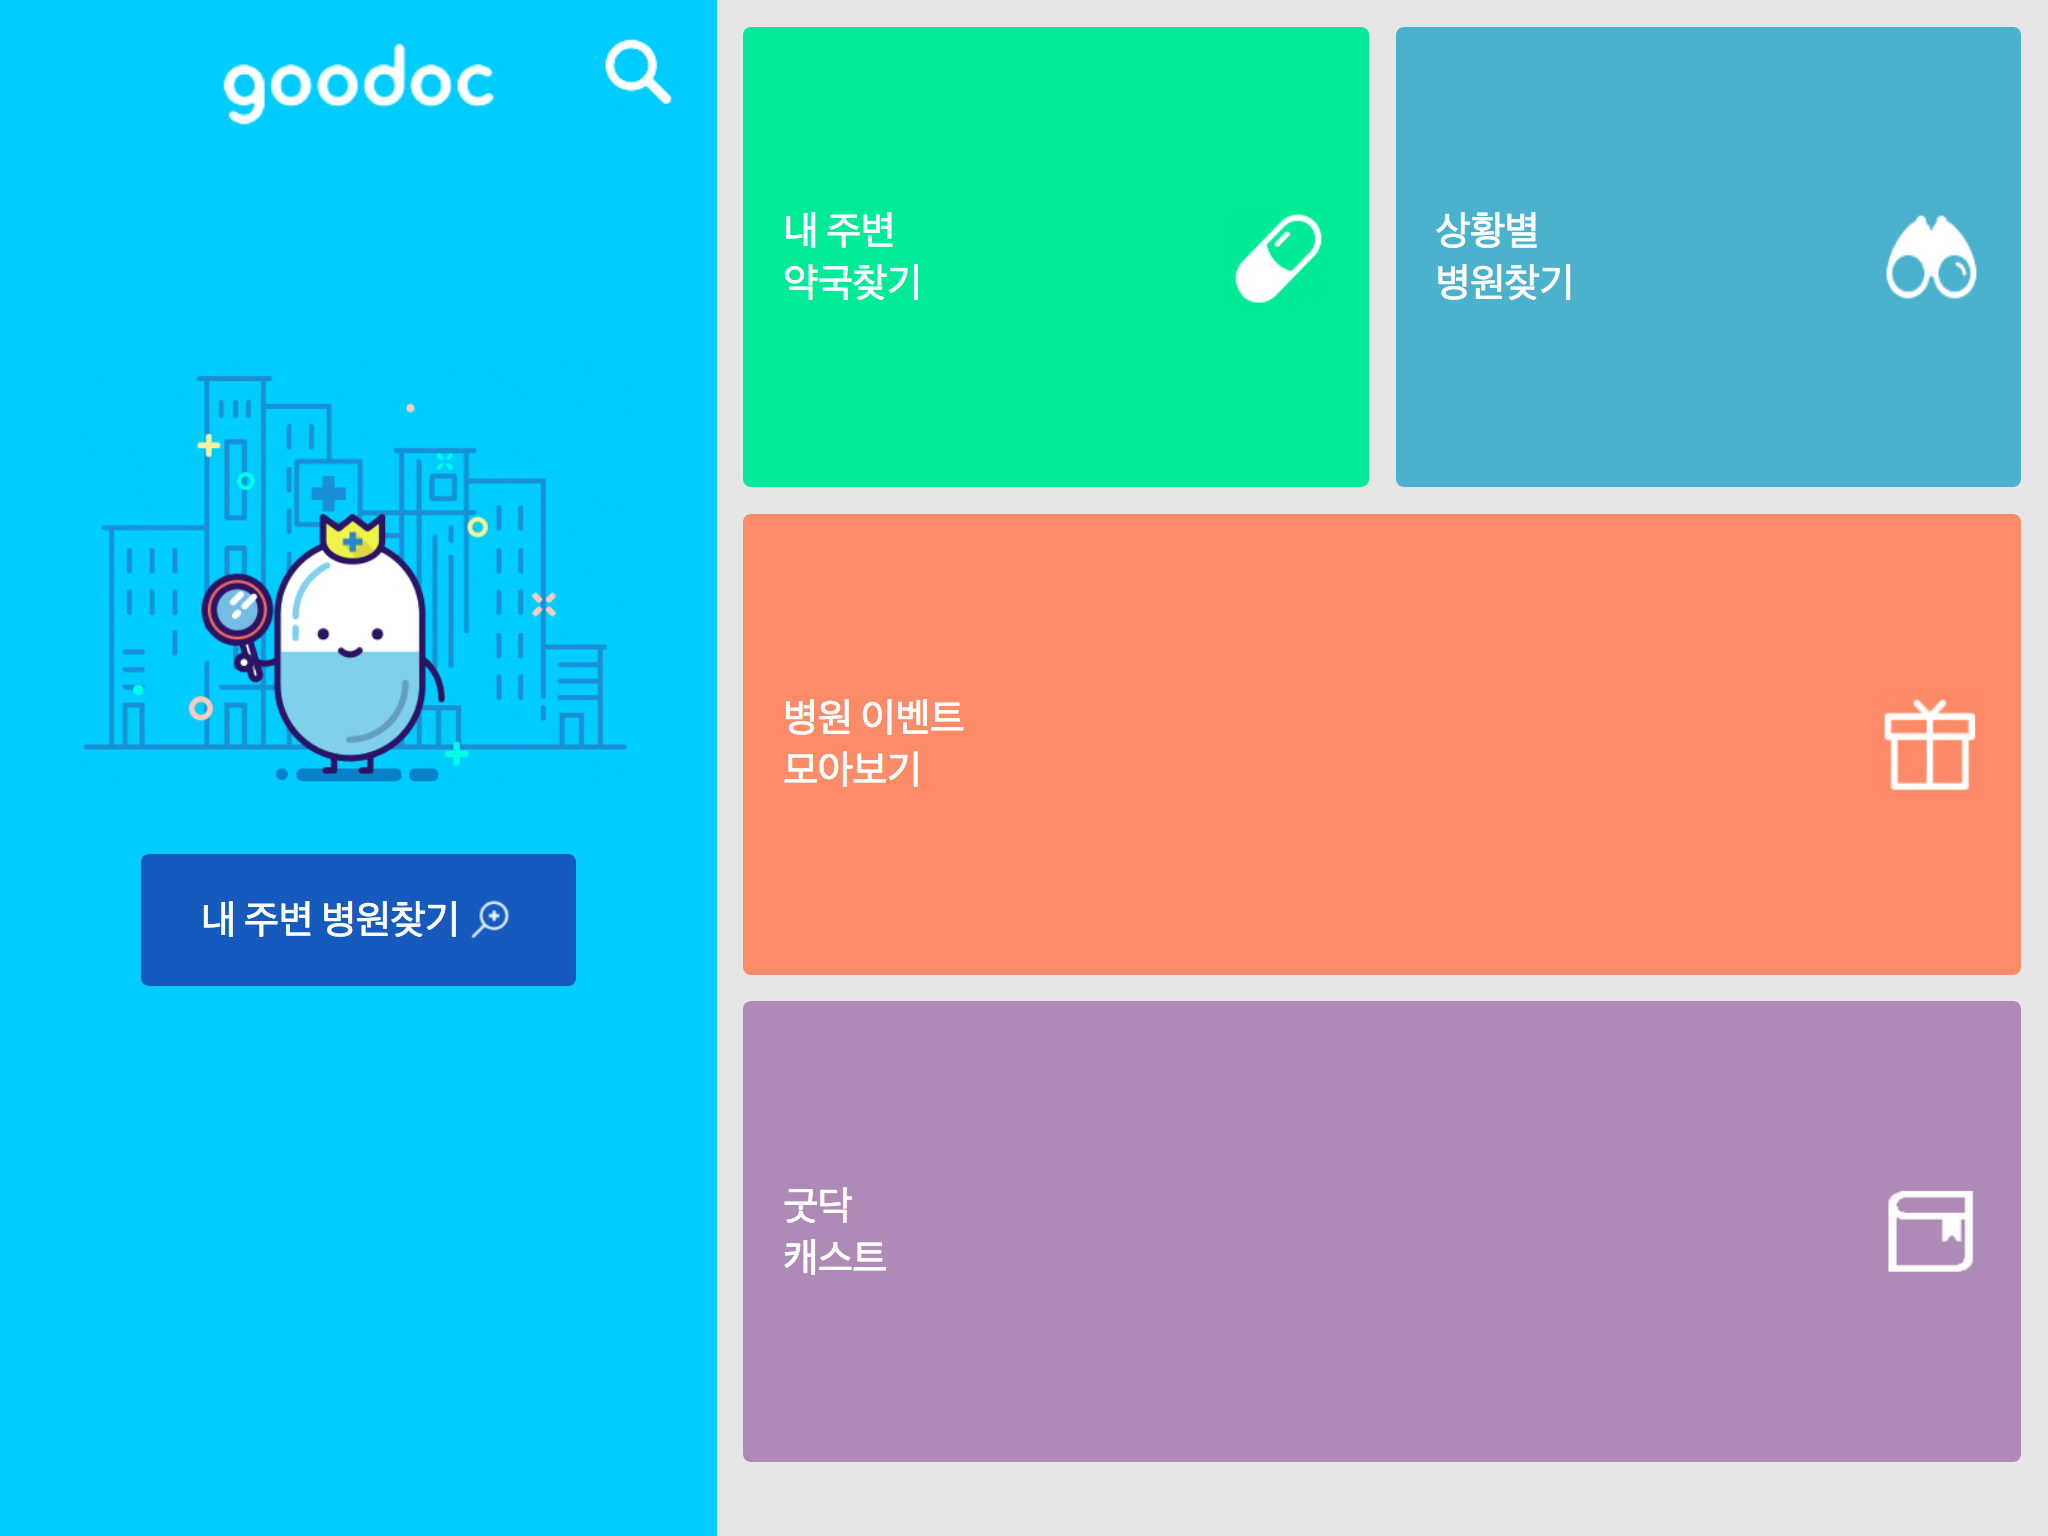 goodoc
내 주변 병원찾기
내 주변
약국찾기
상황별
병원찾기
병원 이벤트
모아보기
굿닥
캐스트